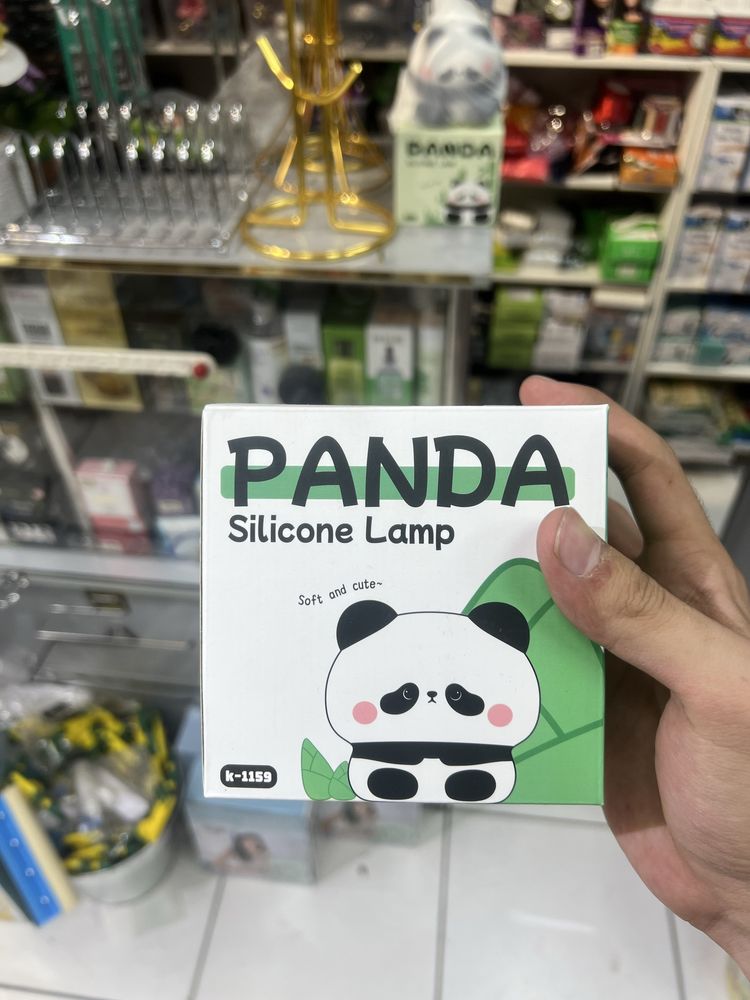 PANDA
PANDA
Silicone Lamp
Soft and cute~
k-1159